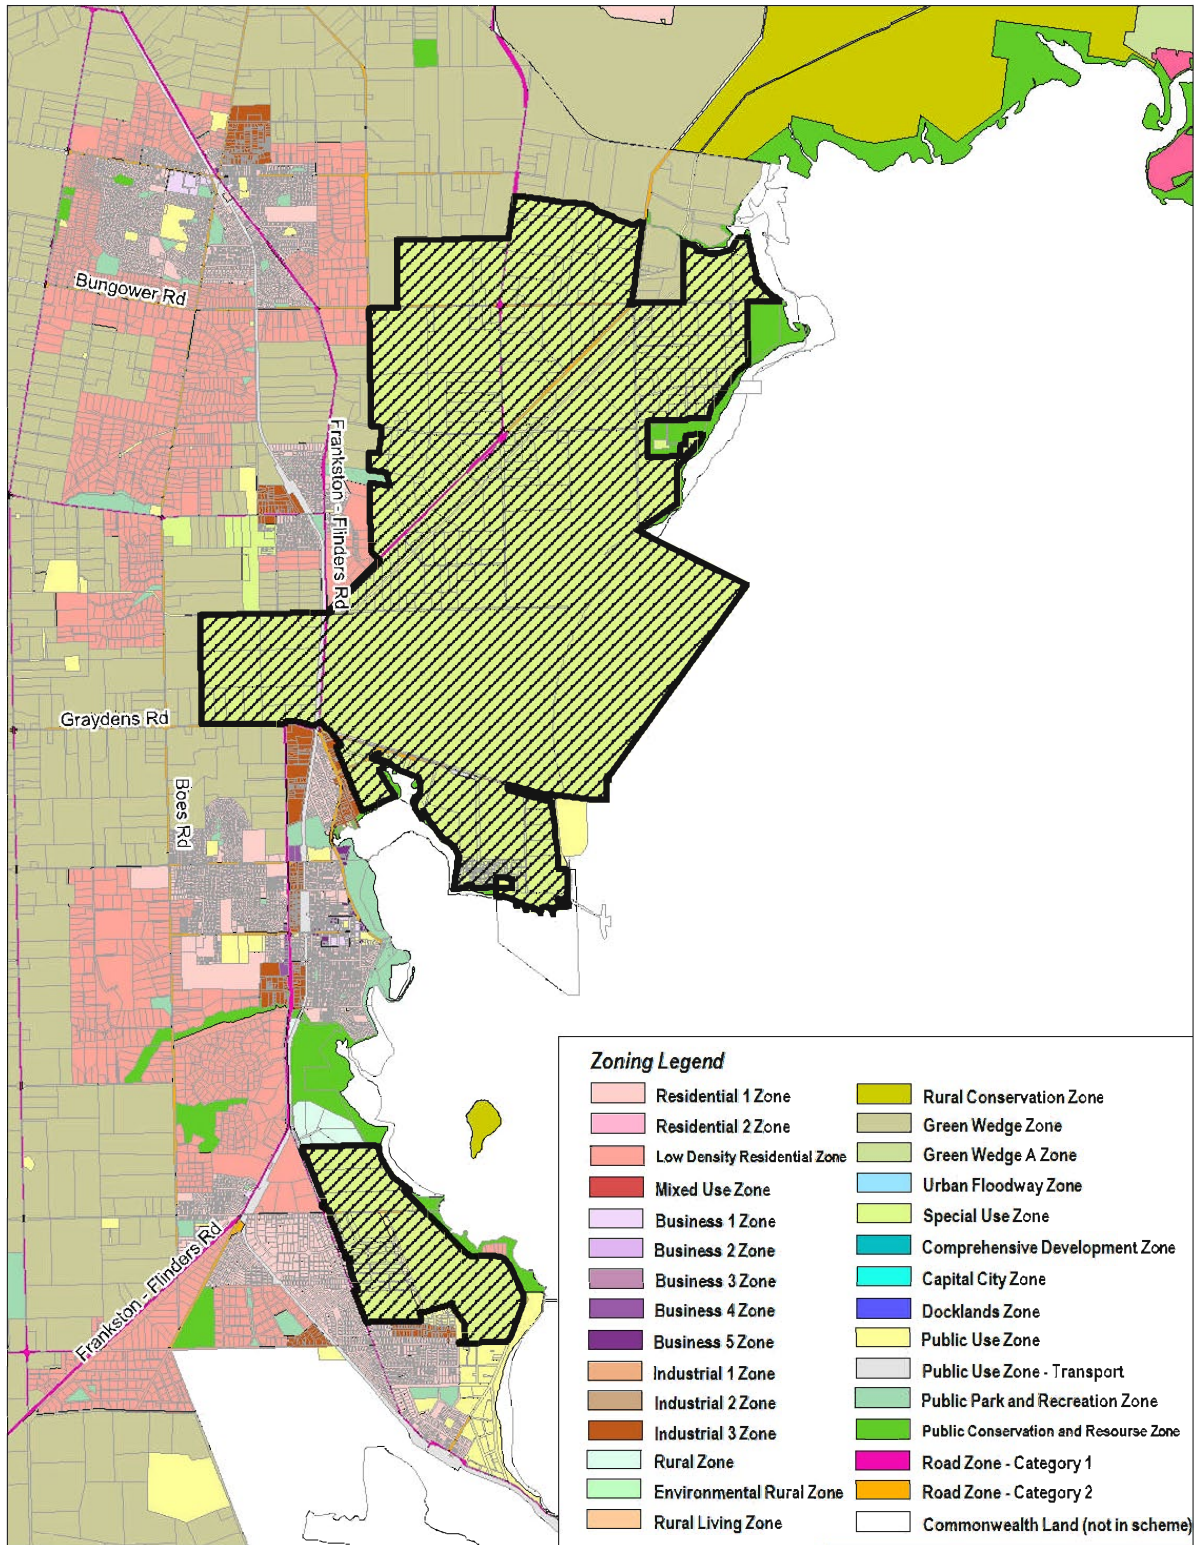 Bungower Rd
Frankston - Flinders Rd
Graydens Rd
Boes Rd
Frankston - Flinders Rd
Zoning Legend
Residential 1 Zone
Residential 2 Zone
Low Density Residential Zone
Mixed Use Zone
Business 1 Zone
Business 2 Zone
Business 3 Zone
Business 4 Zone
Business 5 Zone
Industrial 1 Zone
Industrial 2 Zone
Industrial 3 Zone
Rural Zone
Environmental Rural Zone
Rural Living Zone
Rural Conservation Zone
Green Wedge Zone
Green Wedge A Zone
Urban Floodway Zone
Special Use Zone
Comprehensive Development Zone
Capital City Zone
Docklands Zone
Public Use Zone
Public Use Zone - Transport
Public Park and Recreation Zone
Public Conservation and Resourse Zone
Road Zone - Category 1
Road Zone - Category 2
Commonwealth Land (not in scheme)